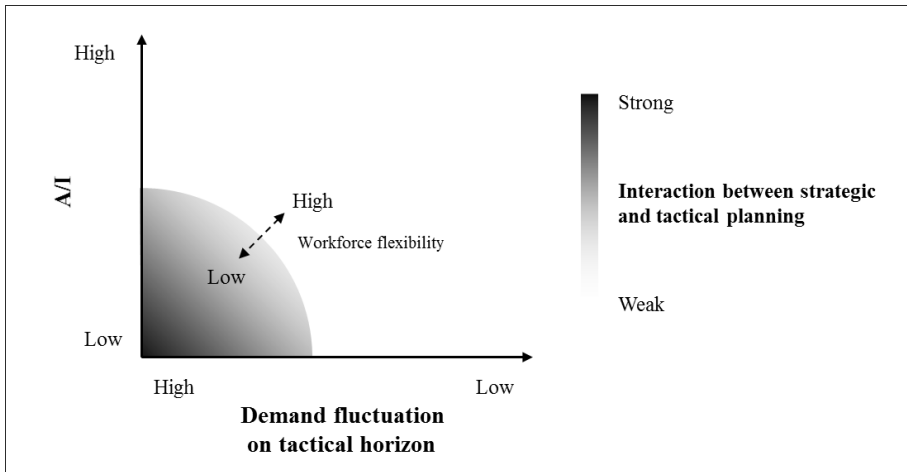 High
A/I
Low
High
Workforce flexibility
Low
High
Low
Demand fluctuation
on tactical horizon
Strong
Interaction between strategic
and tactical planning
Weak